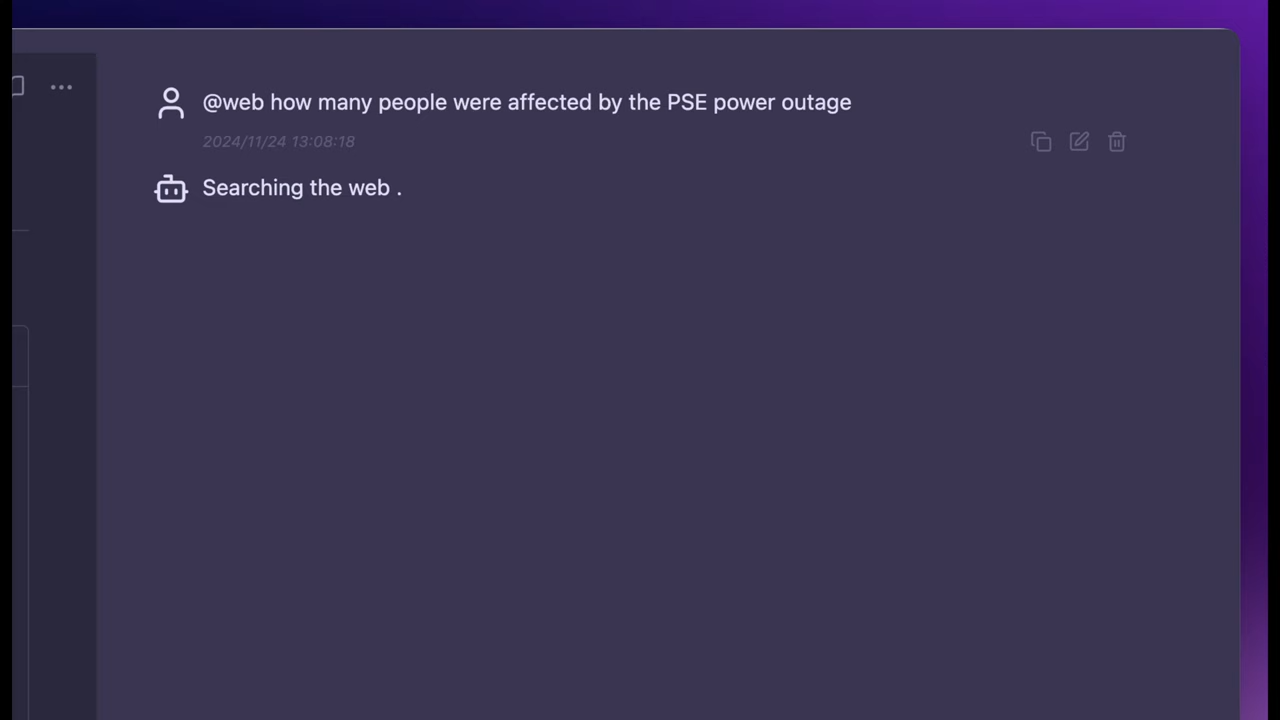 @web how many people were affected by the PSE power outage
2024/11/24 13:08:18
Searching the web .